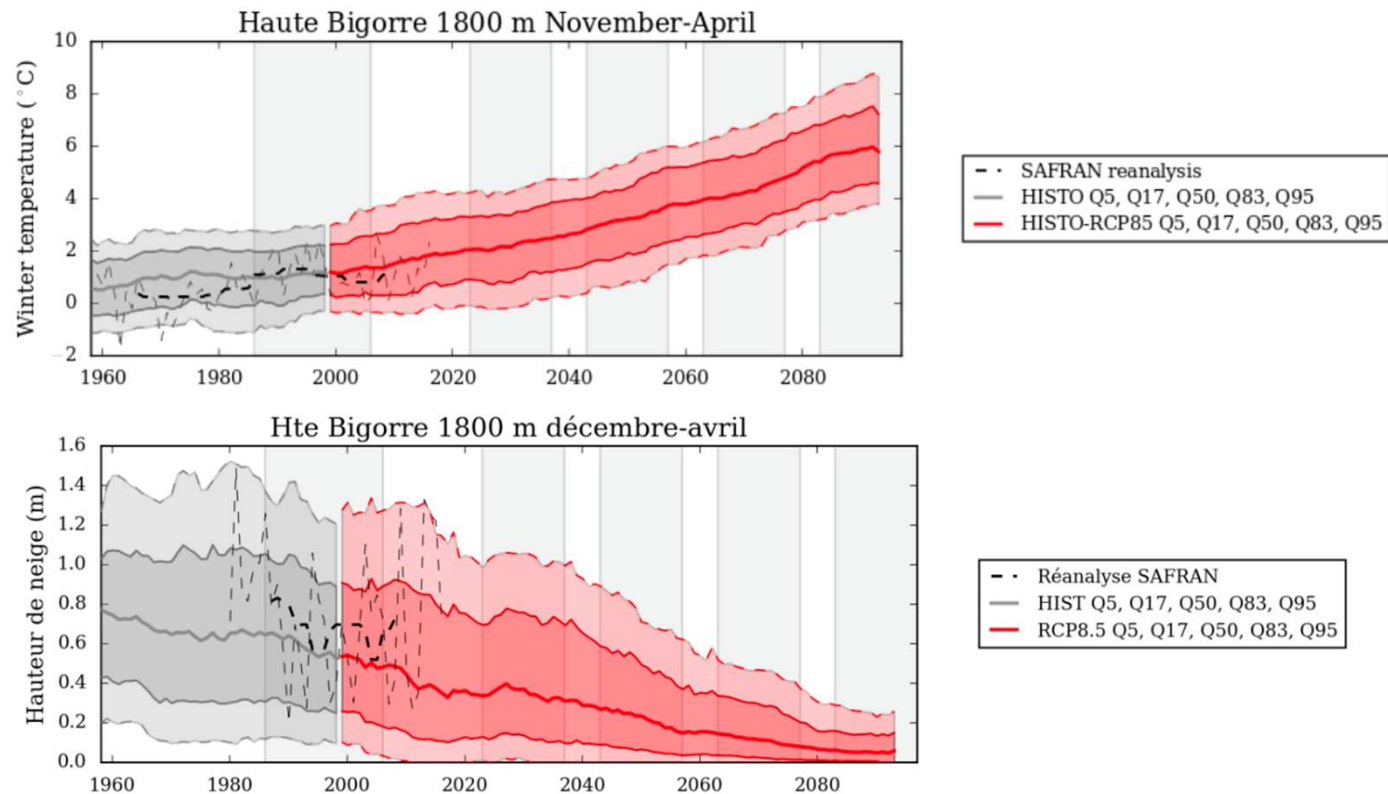 Haute Bigorre 1800 m November-April
Winter temperature (°C)
10
8
6
4
2
0
−2
1960 1980 2000 2020 2040 2060 2080
SAFRAN reanalysis
HISTO Q5, Q17, Q50, Q83, Q95
HISTO-RCP85 Q5, Q17, Q50, Q83, Q95
Hte Bigorre 1800 m décembre-avril
Hauteur de neige (m)
1.6
1.4
1.2
1.0
0.8
0.6
0.4
0.2
0.0
1960 1980 2000 2020 2040 2060 2080
Réanalyse SAFRAN
HIST Q5, Q17, Q50, Q83, Q95
RCP8.5 Q5, Q17, Q50, Q83, Q95